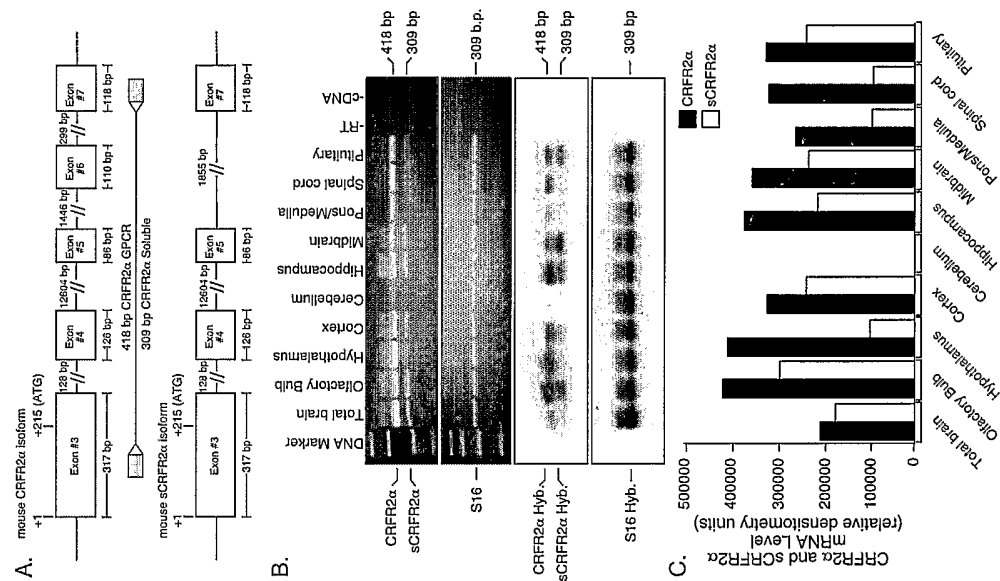 A.
mouse CRFR2α isoform
+1
+215 (ATG)
Exon #3
Exon #4
Exon #5
Exon #6
Exon #7
128 bp
12604 bp
1446 bp
299 bp
317 bp
126 bp
86 bp
110 bp
118 bp
418 bp CRFR2α GPCR
309 bp CRFR2α Soluble
mouse sCRFR2α isoform
+1
+215 (ATG)
Exon #3
Exon #4
Exon #5
Exon #7
128 bp
12604 bp
1855 bp
317 bp
126 bp
86 bp
118 bp
B.
DNA Marker
Total brain
Olfactory Bulb
Hypothalamus
Cortex
Cerebellum
Hippocampus
Midbrain
Pons/Medulla
Spinal cord
Pituitary
-RT
-cDNA
CRFR2α
sCRFR2α
418 bp
309 bp
S16
309 b.p.
CRFR2α Hyb.
sCRFR2α Hyb.
418 bp
309 bp
S16 Hyb.
309 bp
C.
CRFR2α and sCRFR2α
mRNA Level
(relative densitometry units)
500000
400000
300000
200000
100000
0
CRFR2α
sCRFR2α
Total brain
Olfactory Bulb
Hypothalamus
Cortex
Cerebellum
Hippocampus
Midbrain
Pons/Medulla
Spinal cord
Pituitary